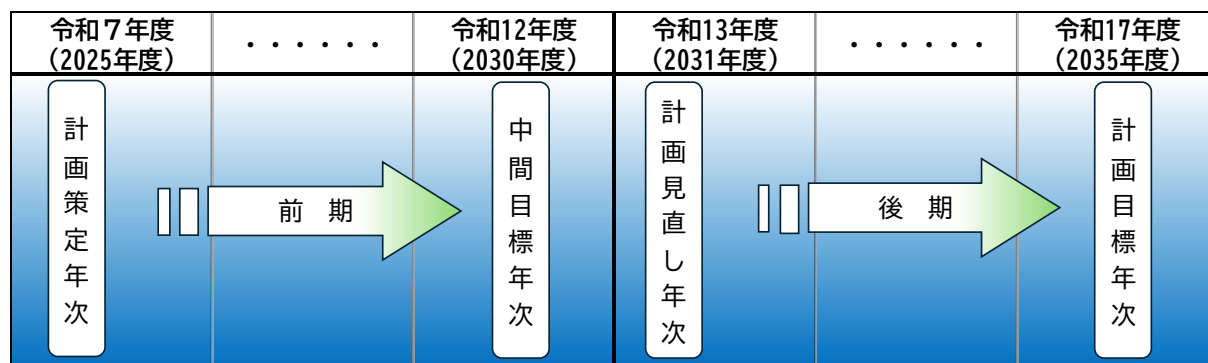 令和７年度
(2025年度)
・・・・・・
令和12年度
(2030年度)
令和13年度
(2031年度)
・・・・・・
令和17年度
(2035年度)
計画策定年次
前　期
中間目標年次
計画見直し年次
後　期
計画目標年次